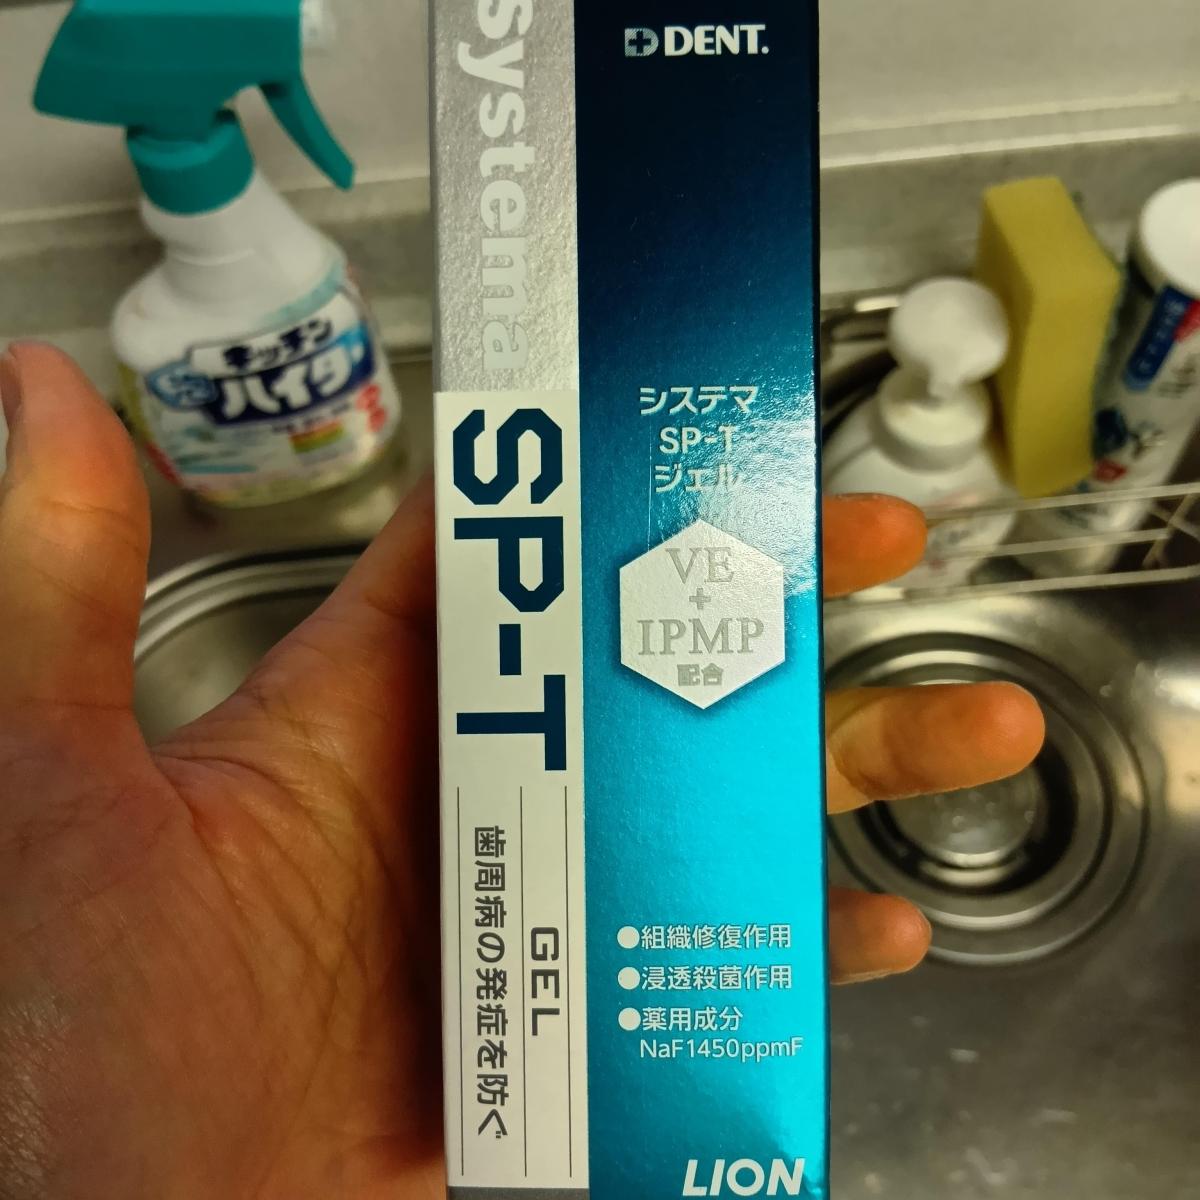 systema
SP-T
GEL
歯周病の発症を防ぐ
DENT.
システマ
SP-T
ジェル
VE
+
IPMP
配合
●組織修復作用
●浸透殺菌作用
●薬用成分
NaF1450ppmF
LION
キッチン
ハイター